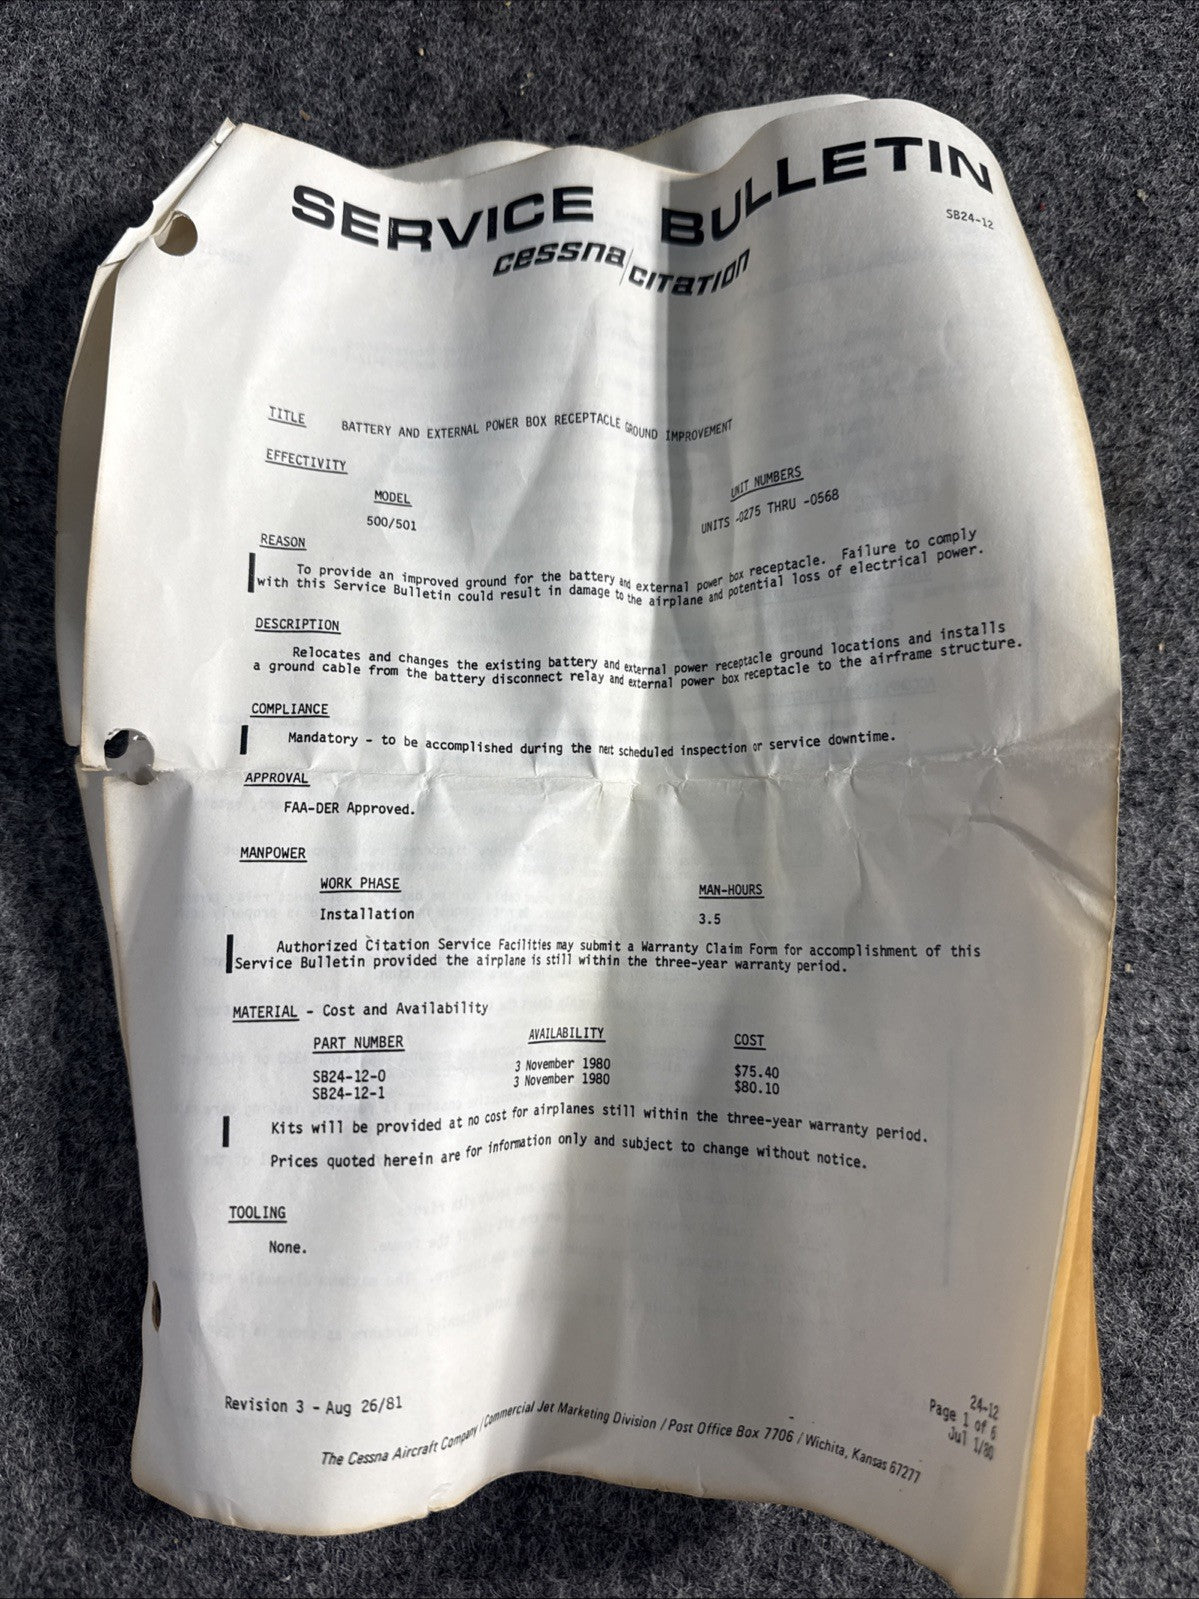 SERVICE BULLETIN
SB24-12
cessna/citation
TITLE BATTERY AND EXTERNAL POWER BOX RECEPTACLE GROUND IMPROVEMENT
EFFECTIVITY
MODEL UNIT NUMBERS
500/501 UNITS -0275 THRU -0568
REASON
To provide an improved ground for the battery and external power box receptacle. Failure to comply
with this Service Bulletin could result in damage to the airplane and potential loss of electrical power.
DESCRIPTION
Relocates and changes the existing battery and external power receptacle ground locations and installs
a ground cable from the battery disconnect relay and external power box receptacle to the airframe structure.
COMPLIANCE
Mandatory - to be accomplished during the next scheduled inspection or service downtime.
APPROVAL
FAA-DER Approved.
MANPOWER
WORK PHASE MAN-HOURS
Installation 3.5
Authorized Citation Service Facilities may submit a Warranty Claim Form for accomplishment of this
Service Bulletin provided the airplane is still within the three-year warranty period.
MATERIAL - Cost and Availability
PART NUMBER AVAILABILITY COST
SB24-12-0 3 November 1980 $75.40
SB24-12-1 3 November 1980 $80.10
Kits will be provided at no cost for airplanes still within the three-year warranty period.
Prices quoted herein are for information only and subject to change without notice.
TOOLING
None.
24-12
Revision 3 - Aug 26/81 Page 1 of 6
Jul 1/80
The Cessna Aircraft Company / Commercial Jet Marketing Division / Post Office Box 7706 / Wichita, Kansas 67277